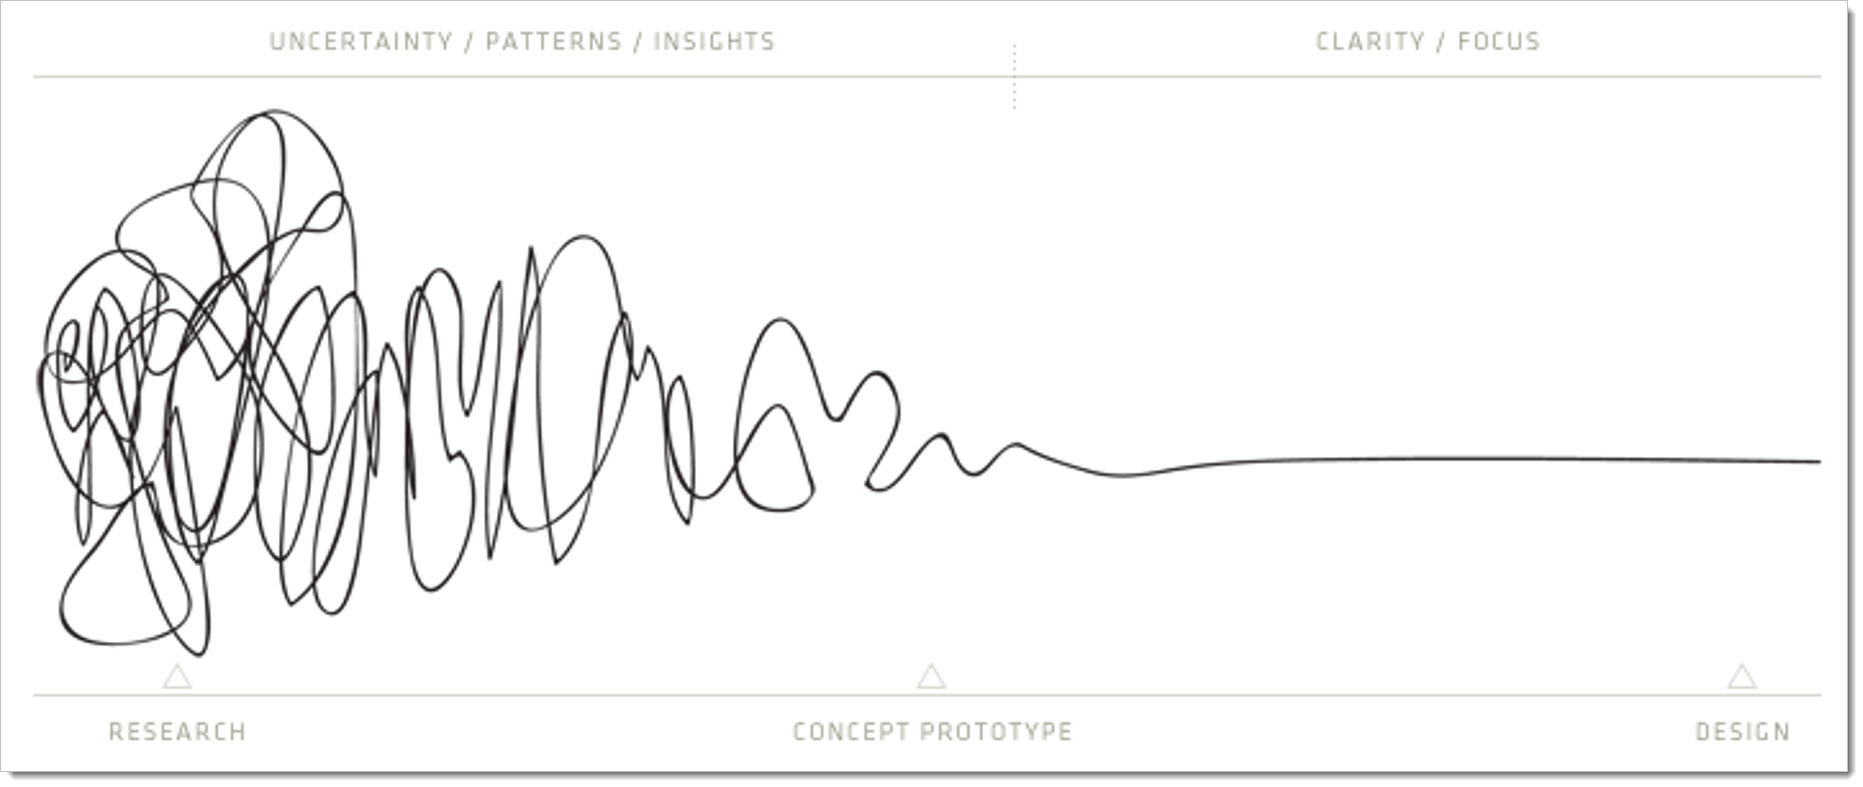 UNCERTAINTY / PATTERNS / INSIGHTS
CLARITY / FOCUS
RESEARCH
CONCEPT PROTOTYPE
DESIGN